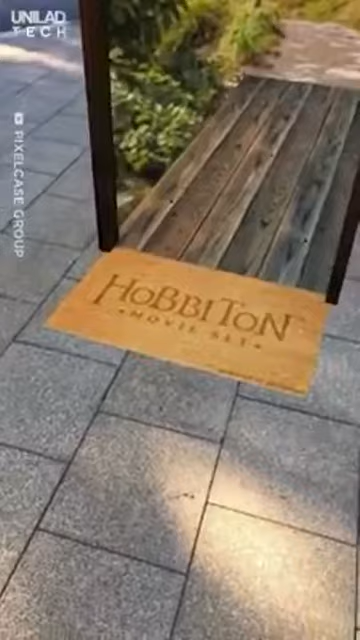 UNILAD
TECH
PIXELCASE GROUP
HOBBITON
•MOVIE SET•